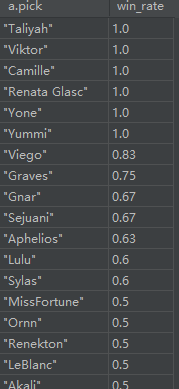 a.pick win_rate
"Taliyah" 1.0
"Viktor" 1.0
"Camille" 1.0
"Renata Glasc" 1.0
"Yone" 1.0
"Yummi" 1.0
"Viego" 0.83
"Graves" 0.75
"Gnar" 0.67
"Sejuani" 0.67
"Aphelios" 0.63
"Lulu" 0.6
"Sylas" 0.6
"MissFortune" 0.5
"Ornn" 0.5
"Renekton" 0.5
"LeBlanc" 0.5
"Akali" 0.5